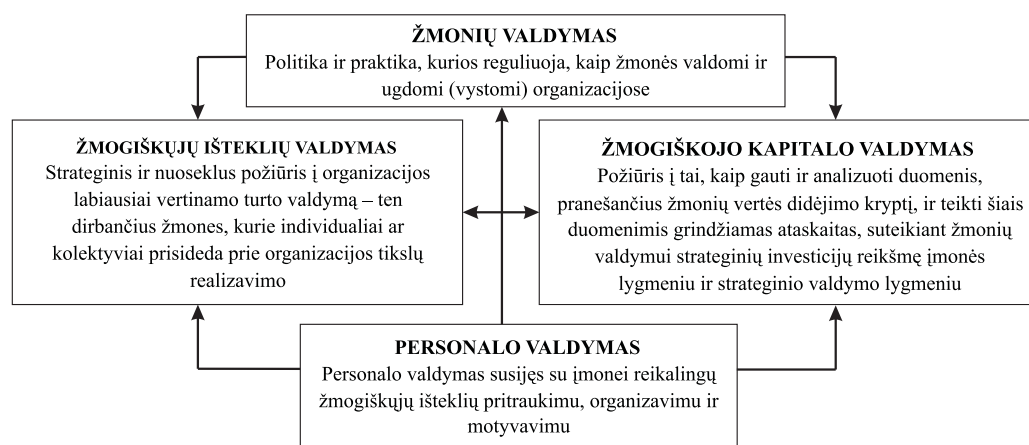 ŽMONIŲ VALDYMAS
Politika ir praktika, kurios reguliuoja, kaip žmonės valdomi ir
ugdomi (vystomi) organizacijose
ŽMOGIŠKŲJŲ IŠTEKLIŲ VALDYMAS
Strateginis ir nuoseklus požiūris į organizacijos
labiausiai vertinamo turto valdymą – ten
dirbančius žmones, kurie individualiai ar
kolektyviai prisideda prie organizacijos tikslų
realizavimo
ŽMOGIŠKOJO KAPITALO VALDYMAS
Požiūris į tai, kaip gauti ir analizuoti duomenis,
pranešančius žmonių vertės didėjimo kryptį, ir teikti šiais
duomenimis grindžiamas ataskaitas, suteikiant žmonių
valdymui strateginių investicijų reikšmę įmonės
lygmeniu ir strateginio valdymo lygmeniu
PERSONALO VALDYMAS
Personalo valdymas susijęs su įmonei reikalingų
žmogiškųjų išteklių pritraukimu, organizavimu ir
motyvavimu